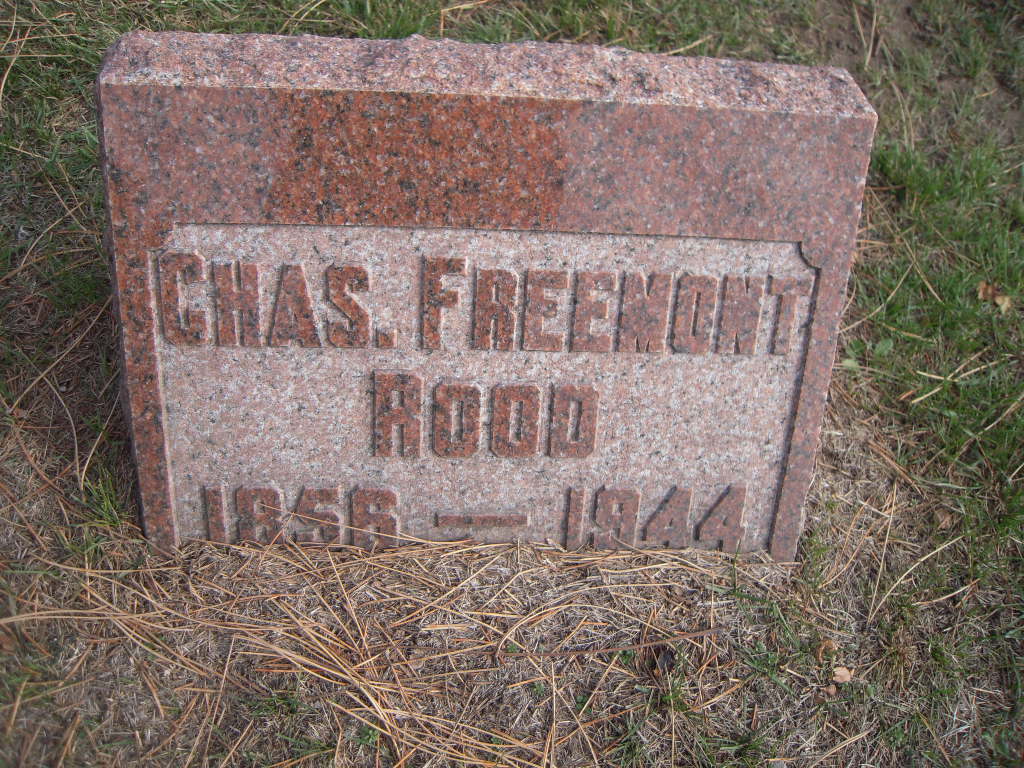 CHAS. FREEMONT
ROOD
1856 — 1944